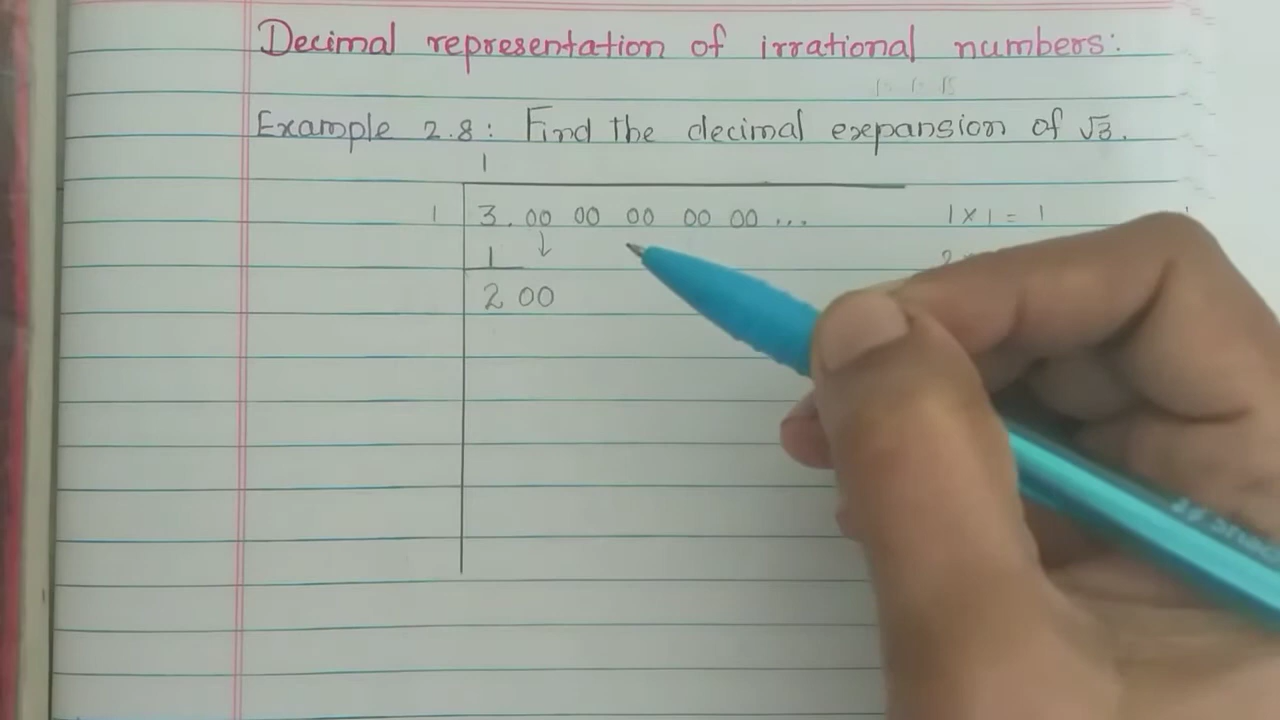 Decimal representation of irrational numbers:
Example 2.8: Find the decimal expansion of √3.
1
1 3.00 00 00 00 00 ... 1 × 1 = 1
1 ↓ 2
2 00